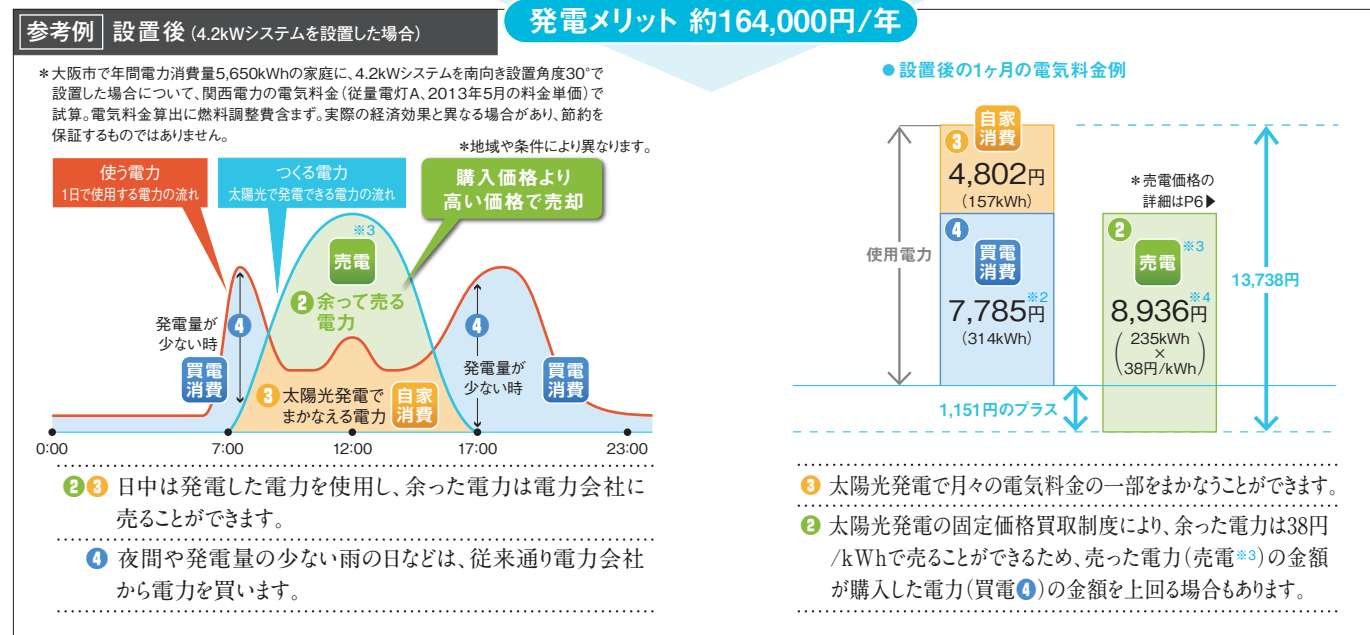 発電メリット 約164,000円/年
参考例 設置後(4.2kWシステムを設置した場合)
＊大阪市で年間電力消費量5,650kWhの家庭に、4.2kWシステムを南向き設置角度30°で
設置した場合について、関西電力の電気料金(従量電灯A、2013年5月の料金単価)で
試算。電気料金算出に燃料調整費含まず。実際の経済効果と異なる場合があり、節約を
保証するものではありません。
＊地域や条件により異なります。
使う電力
1日で使用する電力の流れ
つくる電力
太陽光で発電できる電力の流れ
購入価格より
高い価格で売却
※3
売電
❷余って売る
電力
発電量が
少ない時
❹
買電
消費
❸太陽光発電で
まかなえる電力
自家
消費
❹
発電量が
少ない時
買電
消費
0:00
7:00
12:00
17:00
23:00
❷❸ 日中は発電した電力を使用し、余った電力は電力会社に
売ることができます。
❹ 夜間や発電量の少ない雨の日などは、従来通り電力会社
から電力を買います。
●設置後の1ヶ月の電気料金例
❸
自家
消費
4,802円
(157kWh)
使用電力
❹
買電
消費
7,785円※2
(314kWh)
＊売電価格の
詳細はP6▶
❷
売電
※3
8,936円※4
(235kWh
×
38円/kWh)
13,738円
1,151円のプラス
❸ 太陽光発電で月々の電気料金の一部をまかなうことができます。
❷ 太陽光発電の固定価格買取制度により、余った電力は38円
/kWhで売ることができるため、売った電力(売電※3)の金額
が購入した電力(買電❹)の金額を上回る場合もあります。